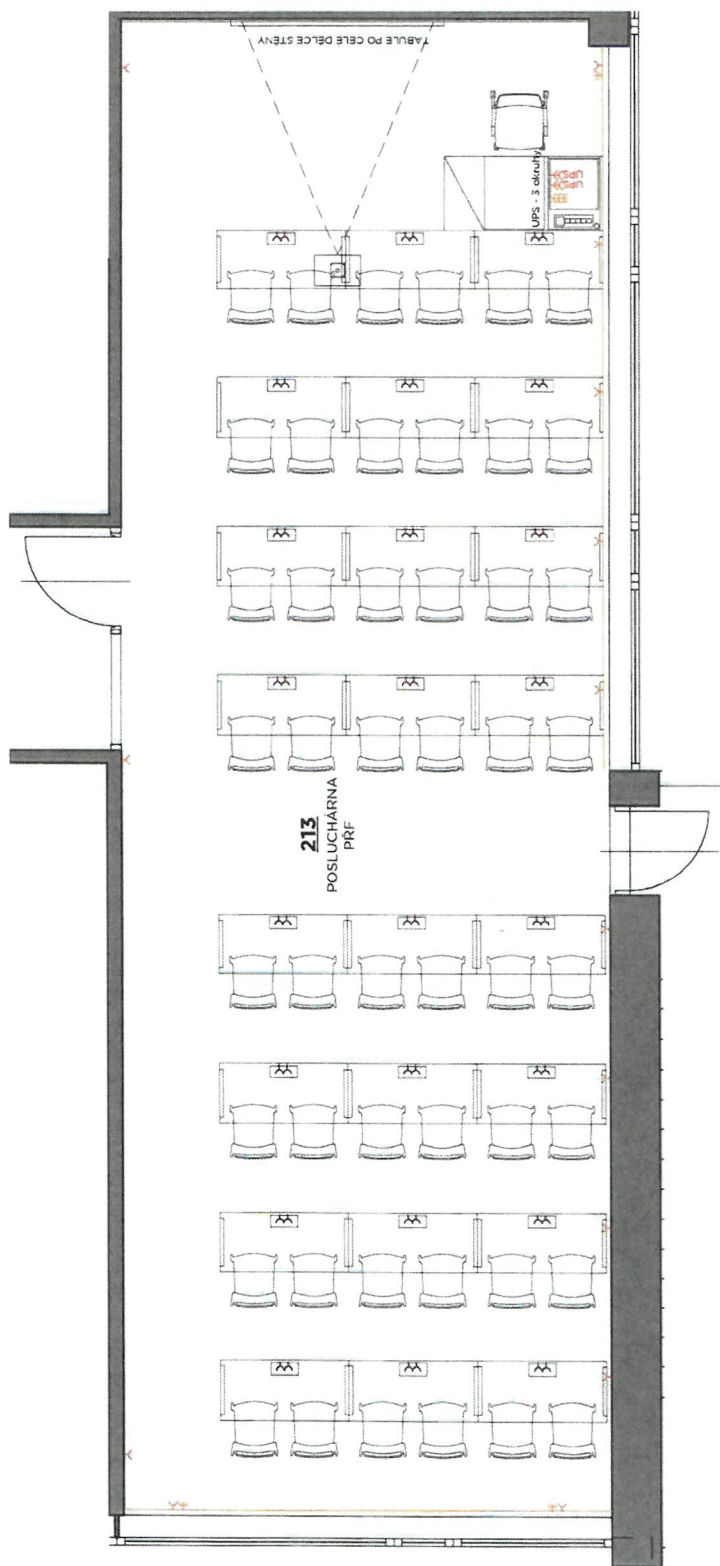 TABULE PO CELÉ DÉLCE STĚNY
UPS - 3 okruhy
213
POSLUCHÁRNA
PŘF